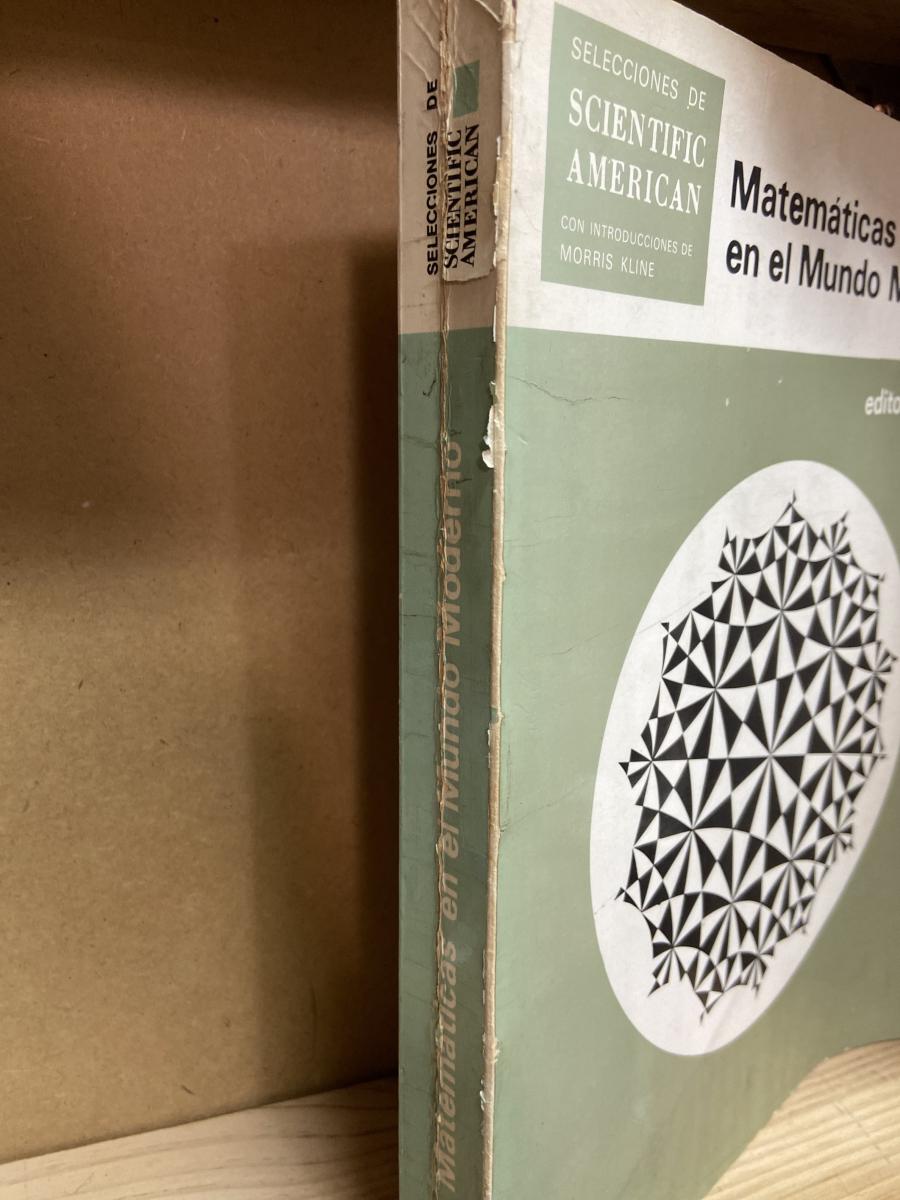 SELECCIONES DE
SCIENTIFIC
AMERICAN
Matemáticas en el Mundo Moderno
SELECCIONES DE
SCIENTIFIC
AMERICAN
CON INTRODUCCIONES DE
MORRIS KLINE
Matemáticas
en el Mundo M
edito